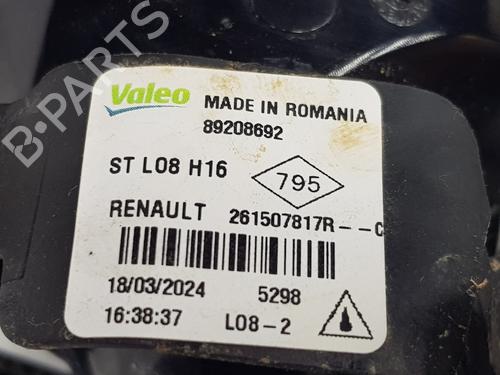 Valeo MADE IN ROMANIA
89208692
ST L08 H16 795
RENAULT 261507817R--C
18/03/2024 5298
16:38:37 L08-2
B-PARTS